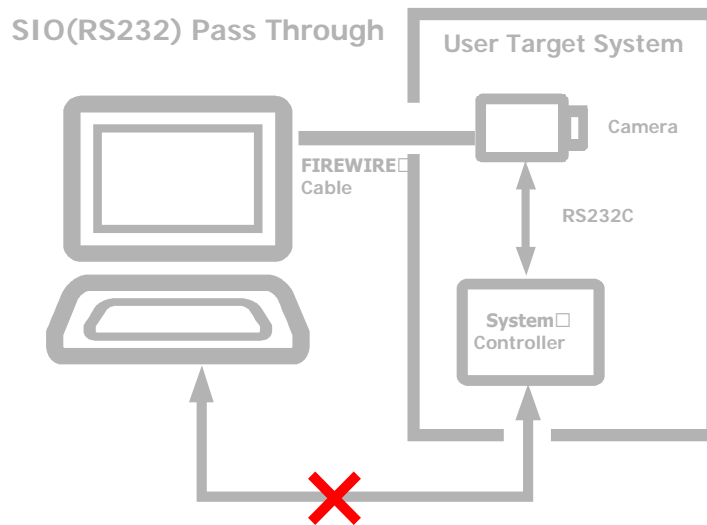 SIO(RS232) Pass Through
User Target System
Camera
FIREWIRE□
Cable
RS232C
System□
Controller